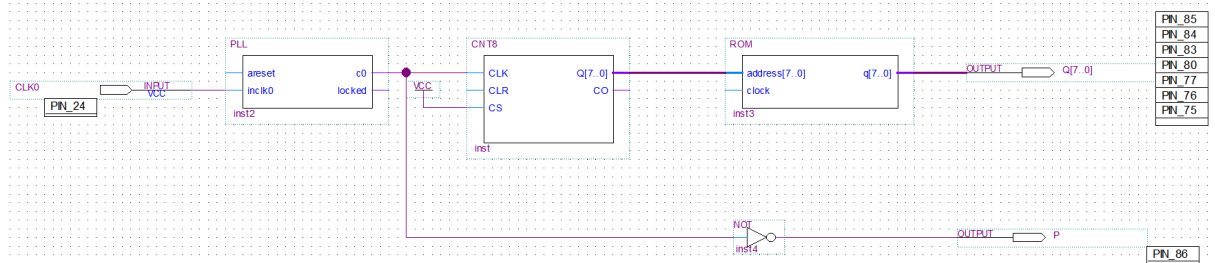 PLL
areset
inclk0
c0
locked
inst2
CLK0
INPUT
VCC
PIN_24
CNT8
CLK
CLR
CS
Q[7..0]
CO
inst
VCC
ROM
address[7..0]
clock
q[7..0]
inst3
OUTPUT
Q[7..0]
PIN_85
PIN_84
PIN_83
PIN_80
PIN_77
PIN_76
PIN_75
NOT
inst4
OUTPUT
P
PIN_86